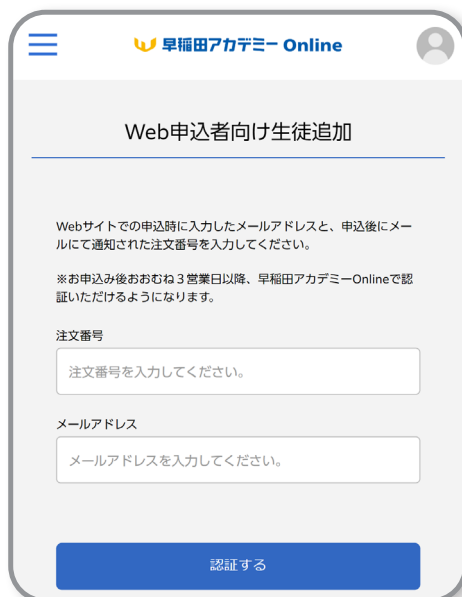 早稲田アカデミー Online
Web申込者向け生徒追加
Webサイトでの申込時に入力したメールアドレスと、申込後にメー
ルにて通知された注文番号を入力してください。
※お申込み後おおむね３営業日以降、早稲田アカデミーOnlineで認
証いただけるようになります。
注文番号
注文番号を入力してください。
メールアドレス
メールアドレスを入力してください。
認証する